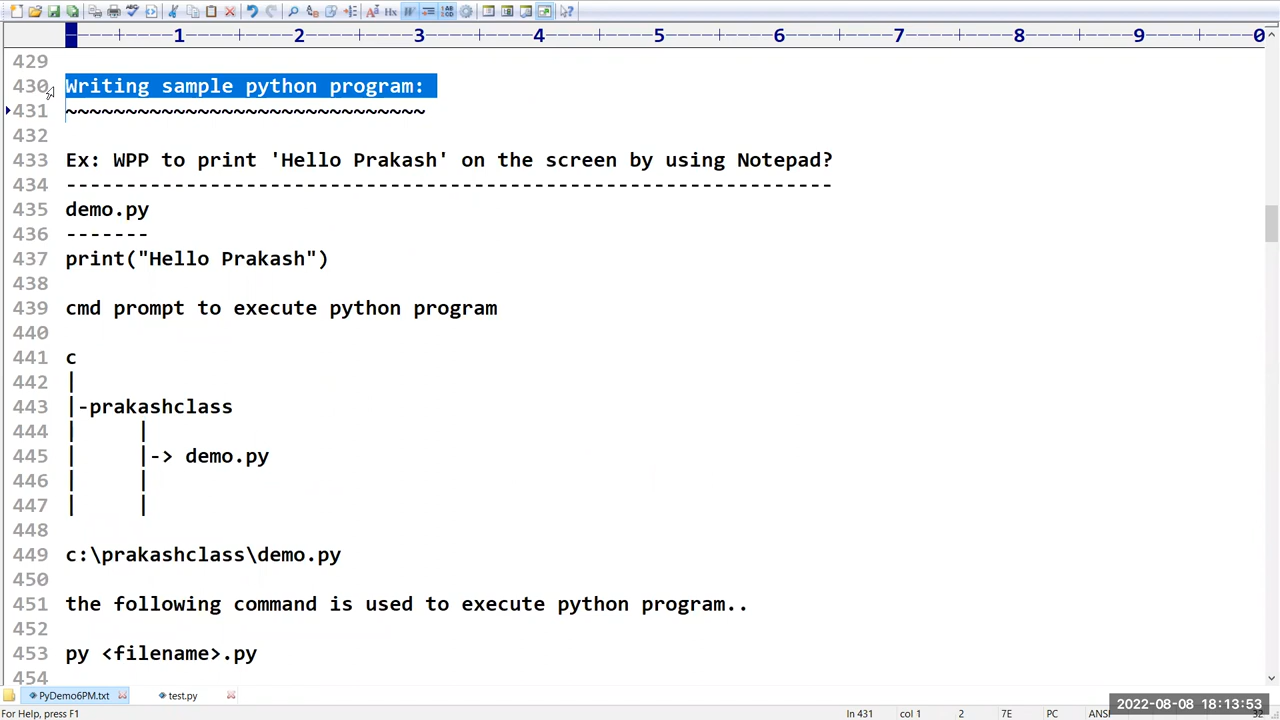 1 2 3 4 5 6 7 8 9 0
429
430 Writing sample python program:
431 ~~~~~~~~~~~~~~~~~~~~~~~~~~~~~~
432
433 Ex: WPP to print 'Hello Prakash' on the screen by using Notepad?
434 ----------------------------------------------------------------
435 demo.py
436 -------
437 print("Hello Prakash")
438
439 cmd prompt to execute python program
440
441 c
442 |
443 |-prakashclass
444 |     |
445 |     |-> demo.py
446 |     |
447 |     |
448
449 c:\prakashclass\demo.py
450
451 the following command is used to execute python program..
452
453 py <filename>.py
454
PyDemo6PM.txt test.py
2022-08-08 18:13:53
For Help, press F1 ln 431 col 1 2 7E PC ANSI 32